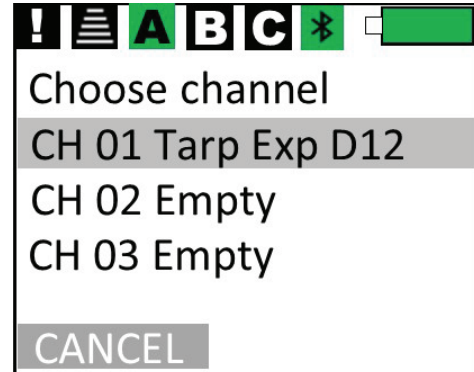 ! A B C
Choose channel
CH 01 Tarp Exp D12
CH 02 Empty
CH 03 Empty
CANCEL